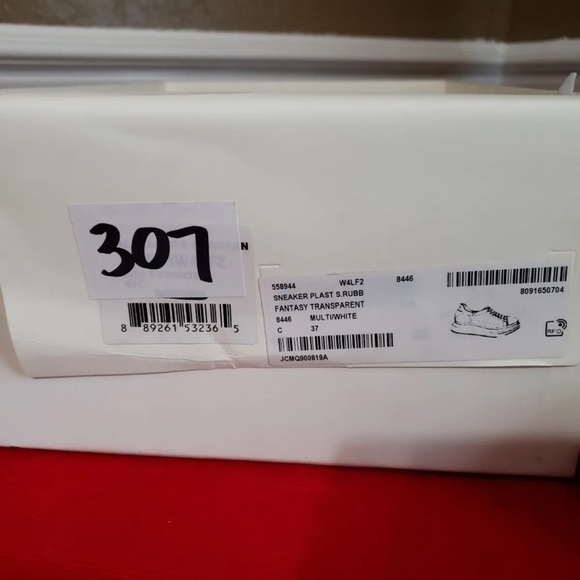 307
N
8 89261 53236 5
558944 W4LF2 8446
SNEAKER PLAST S.RUBB
FANTASY TRANSPARENT
8446 MULTI/WHITE
C 37
JCMQ900819A
8091650704
RFID